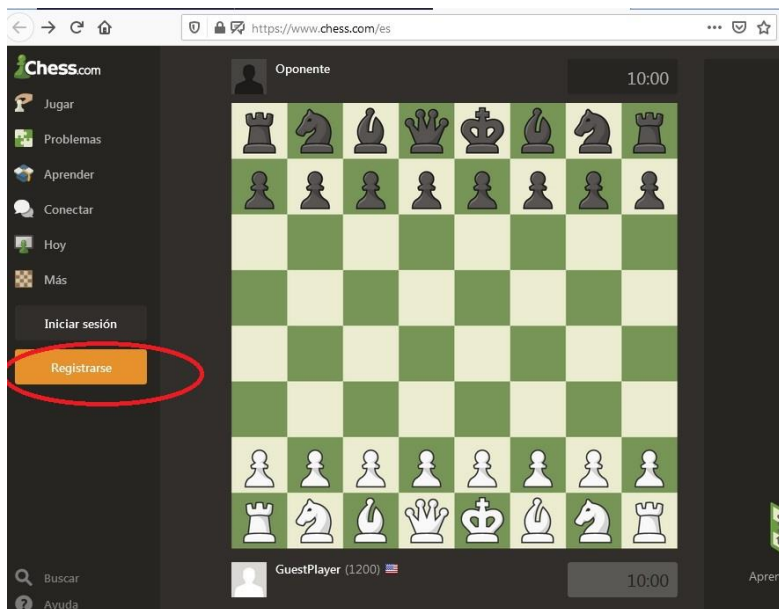 https://www.chess.com/es
Chess.com
Jugar
Problemas
Aprender
Conectar
Hoy
Más
Iniciar sesión
Registrarse
Buscar
Ayuda
Oponente
10:00
GuestPlayer (1200)
10:00
Apren